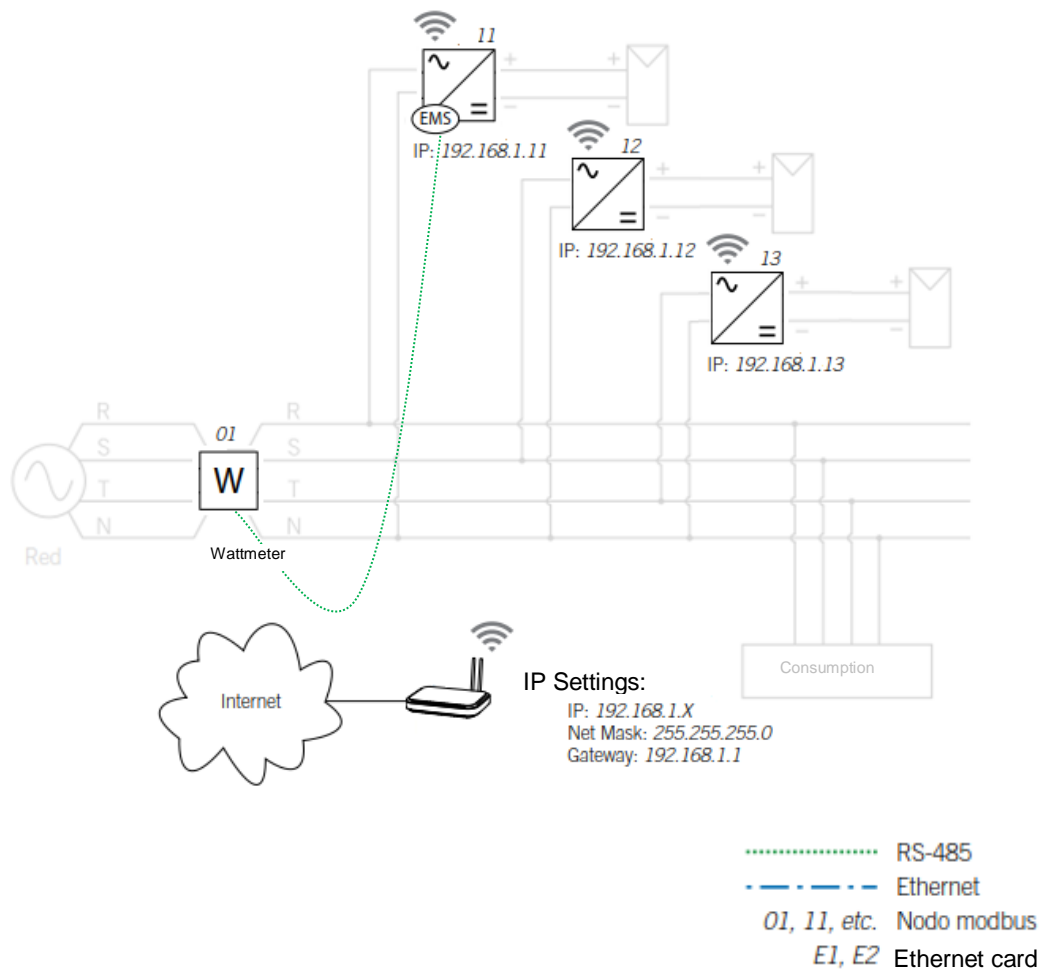 11
+ +
EMS
− −
IP: 192.168.1.11
12
+ +
− −
IP: 192.168.1.12
13
+ +
− −
IP: 192.168.1.13
R R
01
S S
W
T T
N N
Red
Wattmeter
Consumption
Internet
IP Settings:
IP: 192.168.1.X
Net Mask: 255.255.255.0
Gateway: 192.168.1.1
RS-485
Ethernet
01, 11, etc. Nodo modbus
E1, E2 Ethernet card